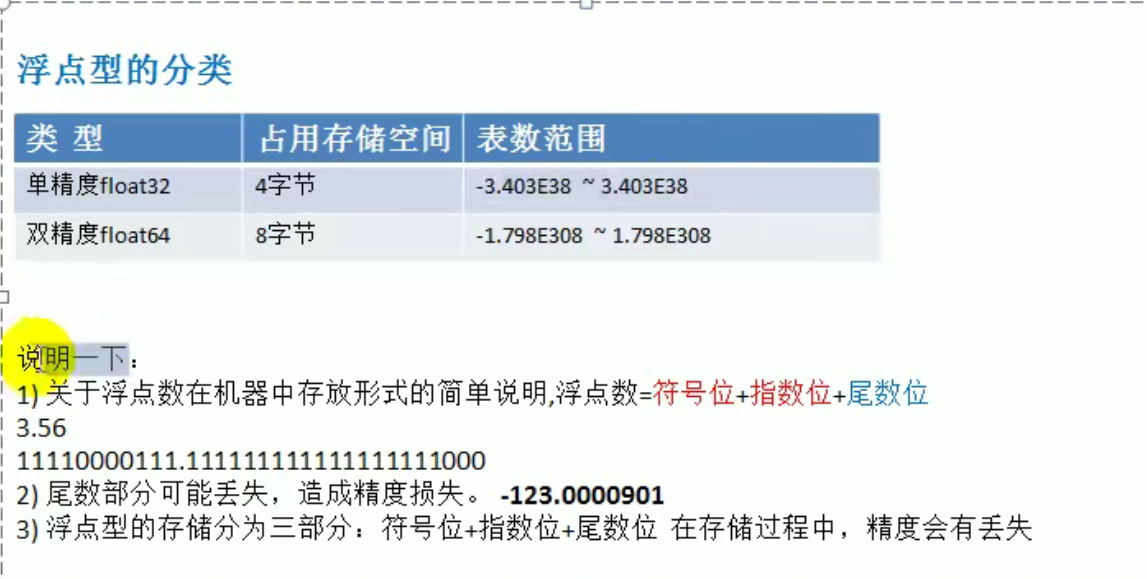 浮点型的分类
类 型 占用存储空间 表数范围
单精度float32 4字节 -3.403E38 ~ 3.403E38
双精度float64 8字节 -1.798E308 ~ 1.798E308
说明一下：
1) 关于浮点数在机器中存放形式的简单说明,浮点数=符号位+指数位+尾数位
3.56
11110000111.111111111111111111000
2) 尾数部分可能丢失，造成精度损失。 -123.0000901
3) 浮点型的存储分为三部分：符号位+指数位+尾数位 在存储过程中，精度会有丢失